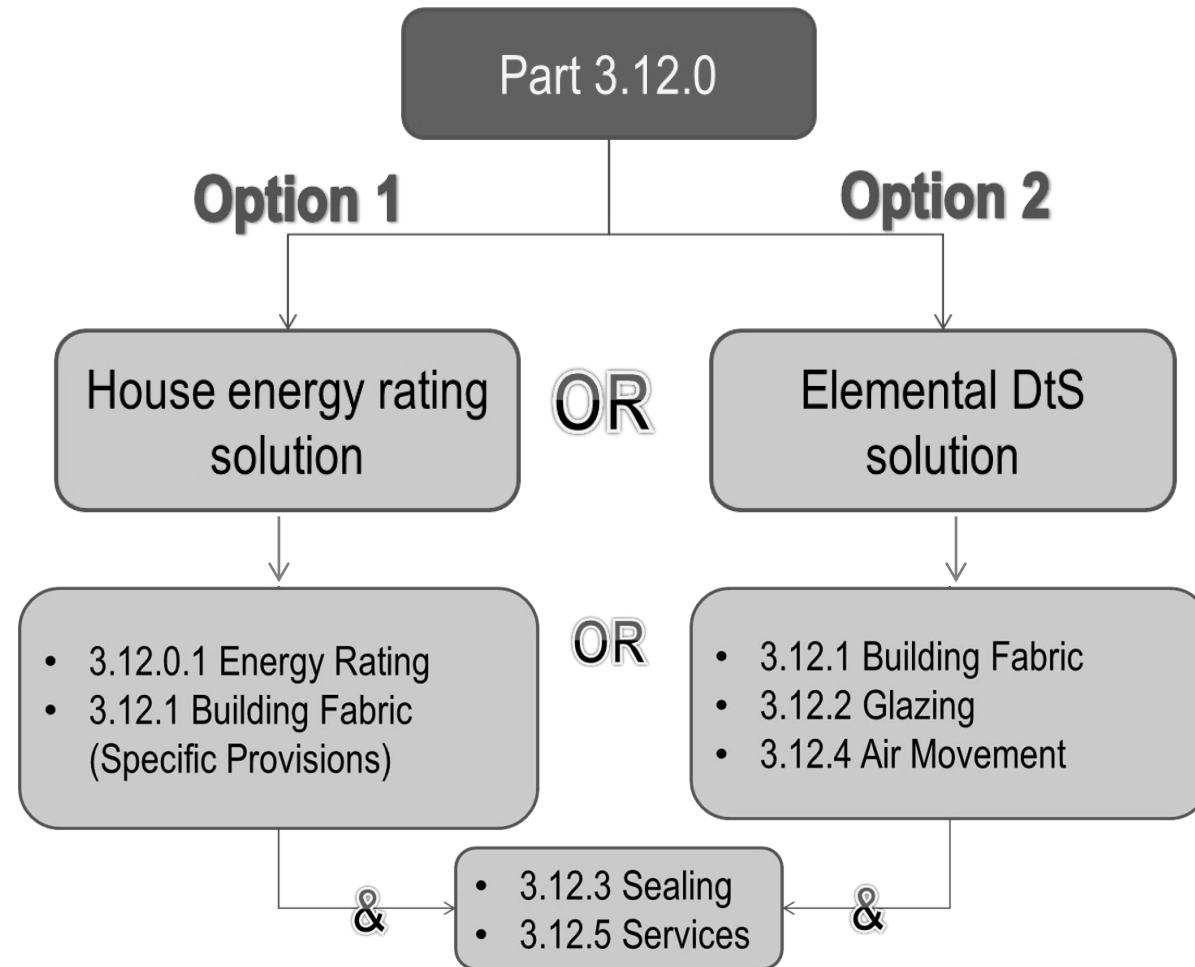 Part 3.12.0
Option 1
Option 2
House energy rating
solution
OR
Elemental DtS
solution
• 3.12.0.1 Energy Rating
• 3.12.1 Building Fabric
(Specific Provisions)
OR
• 3.12.1 Building Fabric
• 3.12.2 Glazing
• 3.12.4 Air Movement
&
• 3.12.3 Sealing
• 3.12.5 Services
&